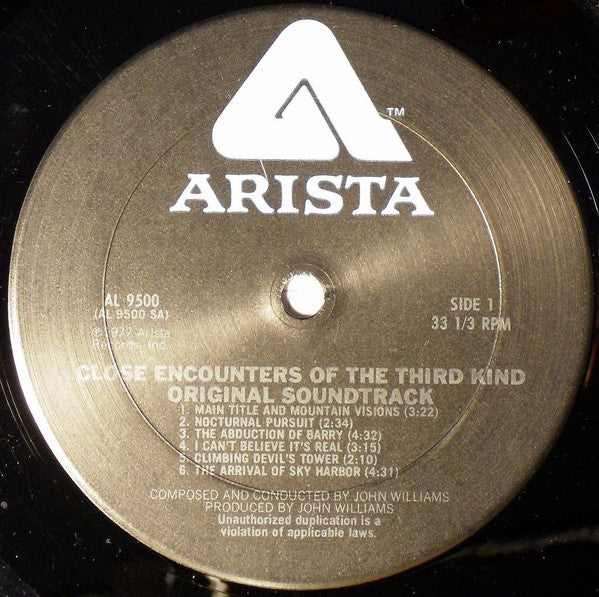 ™
ARISTA
AL 9500
(AL 9500 SA)
℗ 1977 Arista
Records, Inc.
SIDE 1
33 1/3 RPM
CLOSE ENCOUNTERS OF THE THIRD KIND
ORIGINAL SOUNDTRACK
1. MAIN TITLE AND MOUNTAIN VISIONS (3:22)
2. NOCTURNAL PURSUIT (2:34)
3. THE ABDUCTION OF BARRY (4:32)
4. I CAN'T BELIEVE IT'S REAL (3:15)
5. CLIMBING DEVIL'S TOWER (2:10)
6. THE ARRIVAL OF SKY HARBOR (4:31)
COMPOSED AND CONDUCTED BY JOHN WILLIAMS
PRODUCED BY JOHN WILLIAMS
Unauthorized duplication is a
violation of applicable laws.